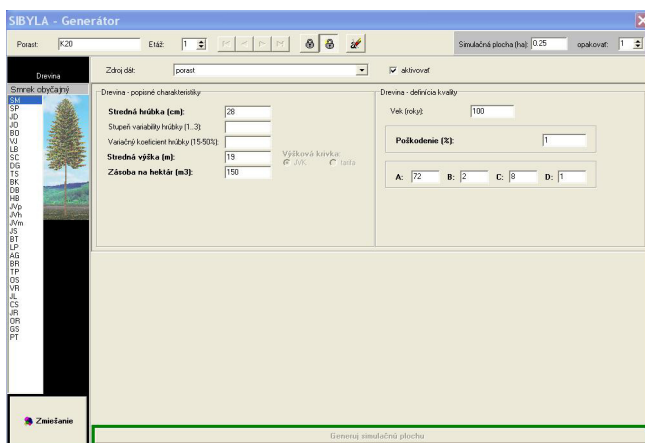 SIBYLA - Generátor
Porast: K20 Etáž: 1 Simulačná plocha (ha): 0.25 opakovať: 1
Drevina
Zdroj dát: porast aktivovať
Smrek obyčajný
SM
SP
JD
JO
BO
VJ
LB
SC
DG
TS
BK
DB
HB
JVp
JVh
JVm
JS
BT
LP
AG
BR
TP
OS
VR
JL
CS
JR
OR
GS
PT
Drevina - popisné charakteristiky
Stredná hrúbka (cm): 28
Stupeň variability hrúbky (1..3):
Variačný koeficient hrúbky (15-50%):
Stredná výška (m): 19
Zásoba na hektár (m3): 150
Výšková krivka:
JVK tarifa
Drevina - definícia kvality
Vek (roky): 100
Poškodenie (%): 1
A: 72 B: 2 C: 8 D: 1
Zmiešanie
Generuj simulačnú plochu